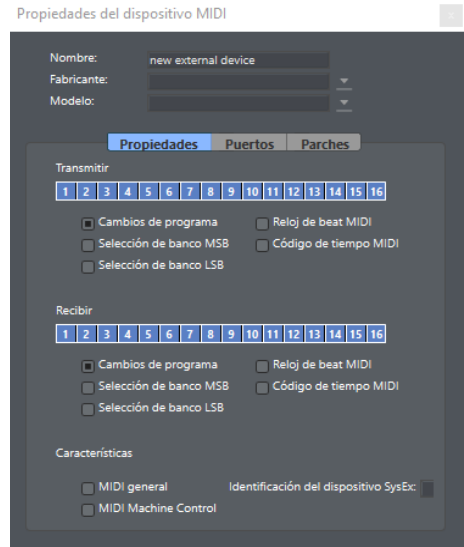 Propiedades del dispositivo MIDI
x
Nombre: new external device
Fabricante:
Modelo:
Propiedades Puertos Parches
Transmitir
1 2 3 4 5 6 7 8 9 10 11 12 13 14 15 16
Cambios de programa Reloj de beat MIDI
Selección de banco MSB Código de tiempo MIDI
Selección de banco LSB
Recibir
1 2 3 4 5 6 7 8 9 10 11 12 13 14 15 16
Cambios de programa Reloj de beat MIDI
Selección de banco MSB Código de tiempo MIDI
Selección de banco LSB
Características
MIDI general Identificación del dispositivo SysEx:
MIDI Machine Control